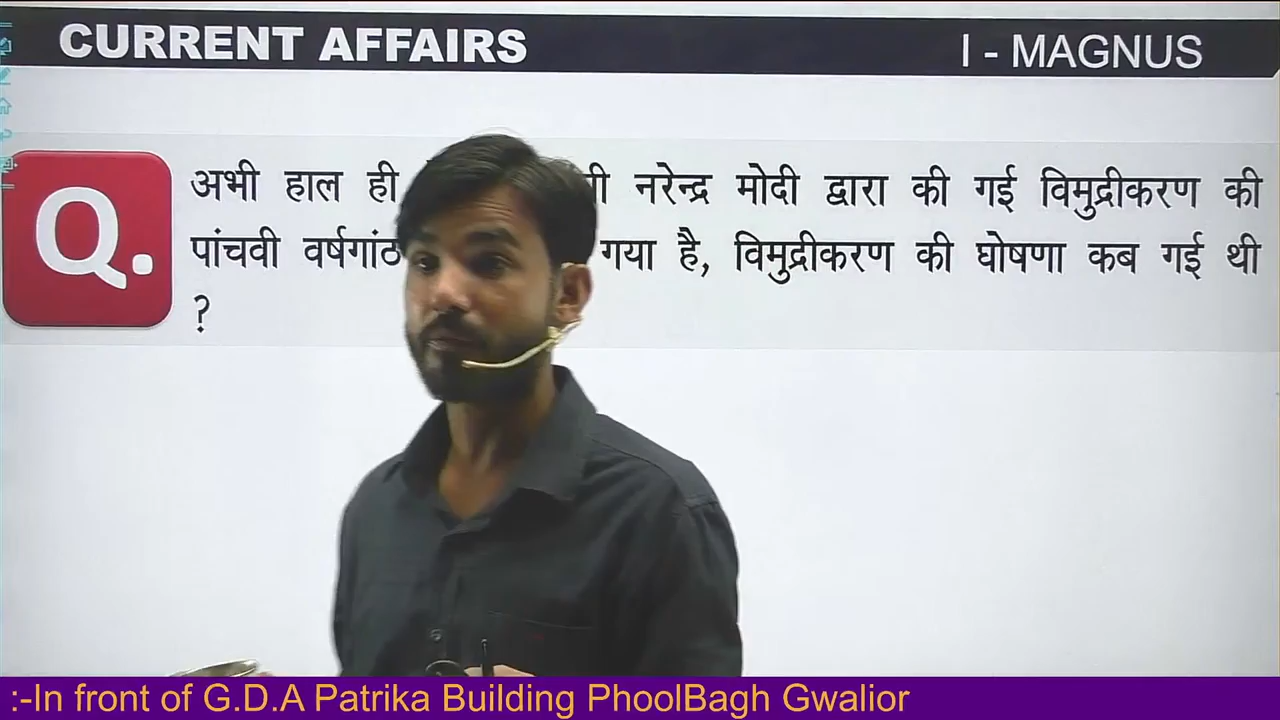 CURRENT AFFAIRS
I - MAGNUS
Q.
अभी हाल ही नरेन्द्र मोदी द्वारा की गई विमुद्रीकरण की
पांचवी वर्षगांठ गया है, विमुद्रीकरण की घोषणा कब गई थी
?
:-In front of G.D.A Patrika Building PhoolBagh Gwalior